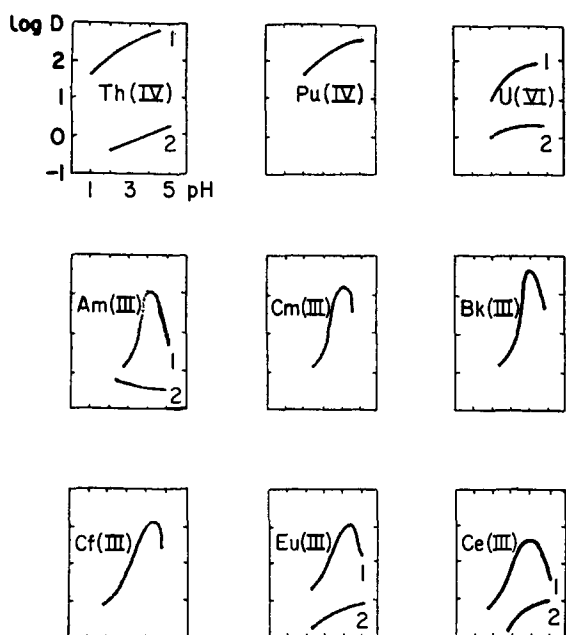 log D
2
1
0
-1
1 3 5 pH
Th(IV)
1
2
Pu(IV)
U(VI)
1
2
Am(III)
1
2
Cm(III)
Bk(III)
Cf(III)
Eu(III)
1
2
Ce(III)
1
2